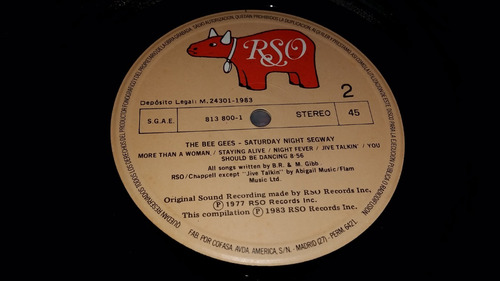 RSO
Depósito Legal: M. 24301-1983
2
S.G.A.E.
813 800-1
STEREO
45
THE BEE GEES - SATURDAY NIGHT SEGWAY
MORE THAN A WOMAN / STAYING ALIVE / NIGHT FEVER / JIVE TALKIN' / YOU
SHOULD BE DANCING 8·56
All songs written by B.R. & M. Gibb
RSO/Chappell except "Jive Talkin" by Abigail Music/Flam
Music Ltd.
Original Sound Recording made by RSO Records Inc.
Ⓟ 1977 RSO Records Inc.
This compilation Ⓟ 1983 RSO Records Inc.
FAB. POR COFASA, AVDA. AMERICA, S/N. - MADRID (27) - PERM. 6421.